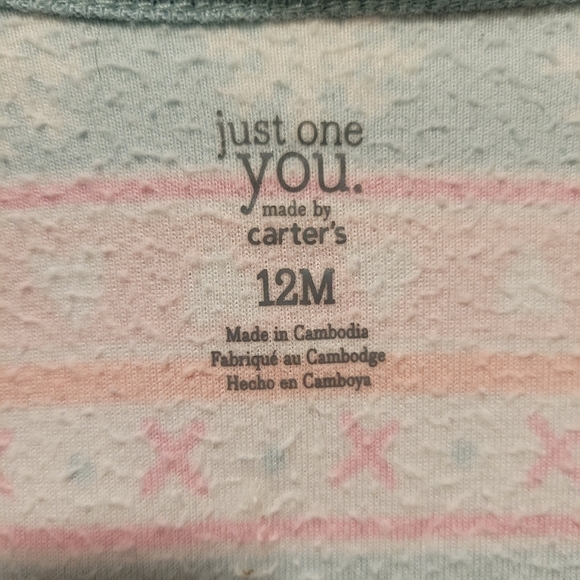 just one
you.
made by
carter's
12M
Made in Cambodia
Fabriqué au Cambodge
Hecho en Camboya